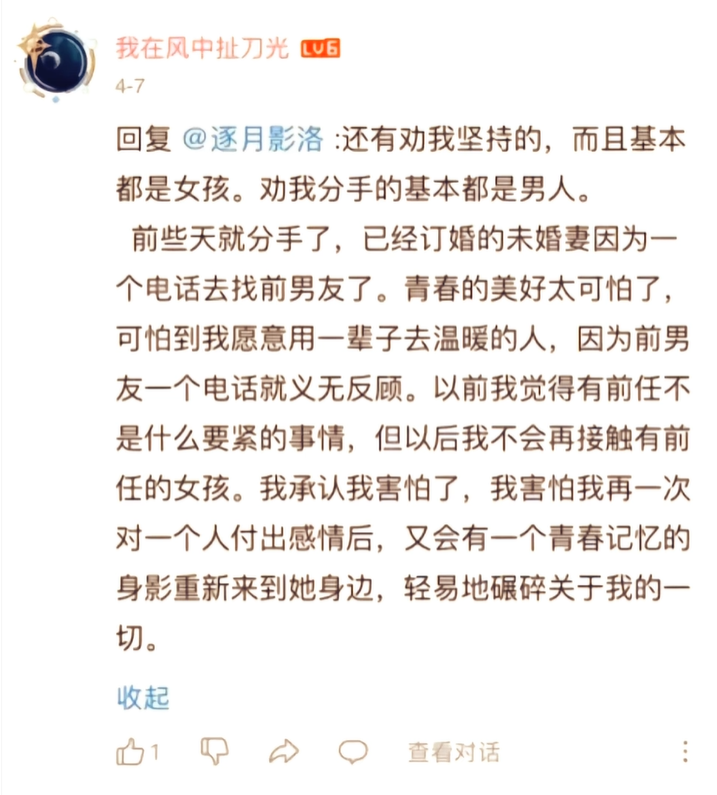 我在风中扯刀光 LV6
4-7
回复 @逐月影洛 :还有劝我坚持的，而且基本
都是女孩。劝我分手的基本都是男人。
前些天就分手了，已经订婚的未婚妻因为一
个电话去找前男友了。青春的美好太可怕了，
可怕到我愿意用一辈子去温暖的人，因为前男
友一个电话就义无反顾。以前我觉得有前任不
是什么要紧的事情，但以后我不会再接触有前
任的女孩。我承认我害怕了，我害怕我再一次
对一个人付出感情后，又会有一个青春记忆的
身影重新来到她身边，轻易地碾碎关于我的一
切。
收起
1 查看对话